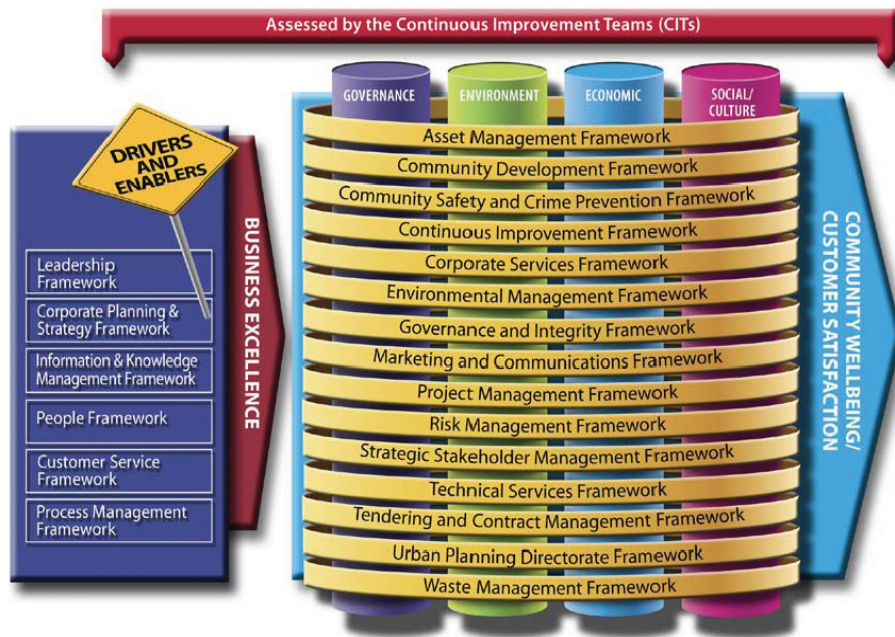 Assessed by the Continuous Improvement Teams (CITs)
GOVERNANCE
ENVIRONMENT
ECONOMIC
SOCIAL/
CULTURE
DRIVERS
AND
ENABLERS
Leadership
Framework
Corporate Planning &
Strategy Framework
Information & Knowledge
Management Framework
People Framework
Customer Service
Framework
Process Management
Framework
BUSINESS EXCELLENCE
Asset Management Framework
Community Development Framework
Community Safety and Crime Prevention Framework
Continuous Improvement Framework
Corporate Services Framework
Environmental Management Framework
Governance and Integrity Framework
Marketing and Communications Framework
Project Management Framework
Risk Management Framework
Strategic Stakeholder Management Framework
Technical Services Framework
Tendering and Contract Management Framework
Urban Planning Directorate Framework
Waste Management Framework
COMMUNITY WELLBEING/
CUSTOMER SATISFACTION